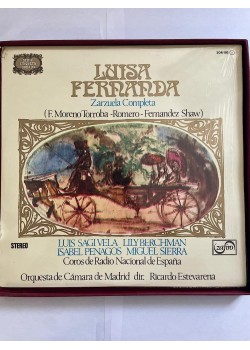 LUISA
FERNANDA
Zarzuela Completa
(F. Moreno Torroba - Romero - Fernandez Shaw)
STEREO
LUIS SAGI VELA LILY BERCHMAN
ISABEL PENAGOS MIGUEL SIERRA
Coros de Radio Nacional de España
zafiro
Orquesta de Cámara de Madrid dir. Ricardo Estevarena